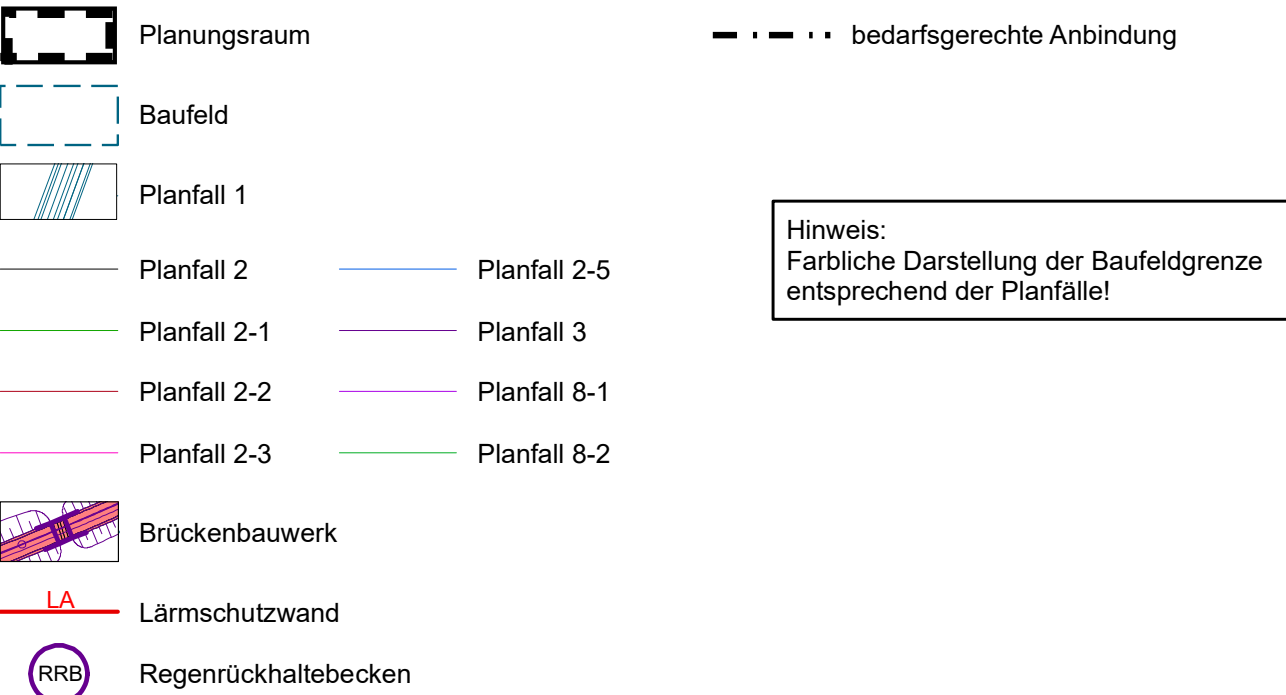 Planungsraum
bedarfsgerechte Anbindung
Baufeld
Planfall 1
Hinweis:
Farbliche Darstellung der Baufeldgrenze
entsprechend der Planfälle!
Planfall 2
Planfall 2-5
Planfall 2-1
Planfall 3
Planfall 2-2
Planfall 8-1
Planfall 2-3
Planfall 8-2
Brückenbauwerk
LA
Lärmschutzwand
RRB
Regenrückhaltebecken